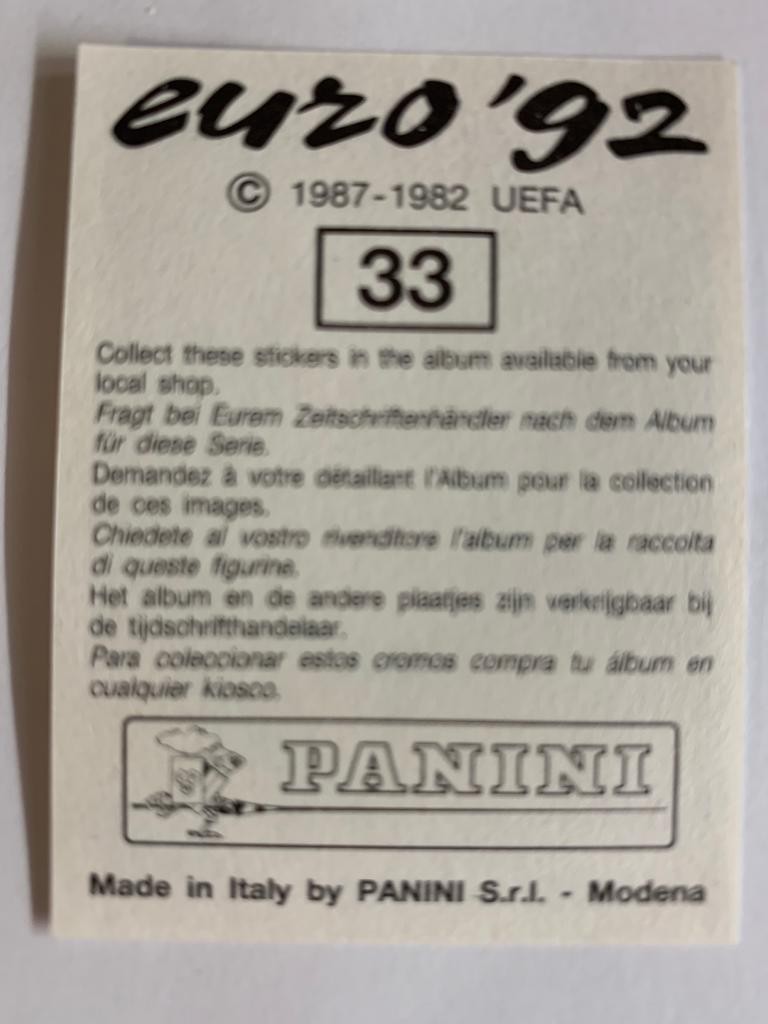 euro '92
© 1987-1982 UEFA
33
Collect these stickers in the album available from your
local shop.
Fragt bei Eurem Zeitschriftenhändler nach dem Album
für diese Serie.
Demandez à votre détaillant l'Album pour la collection
de ces images.
Chiedete al vostro rivenditore l'album per la raccolta
di queste figurine.
Het album en de andere plaatjes zijn verkrijgbaar bij
de tijdschrifthandelaar.
Para coleccionar estos cromos compra tu álbum en
cualquier kiosco.
PANINI
Made in Italy by PANINI S.r.l. - Modena